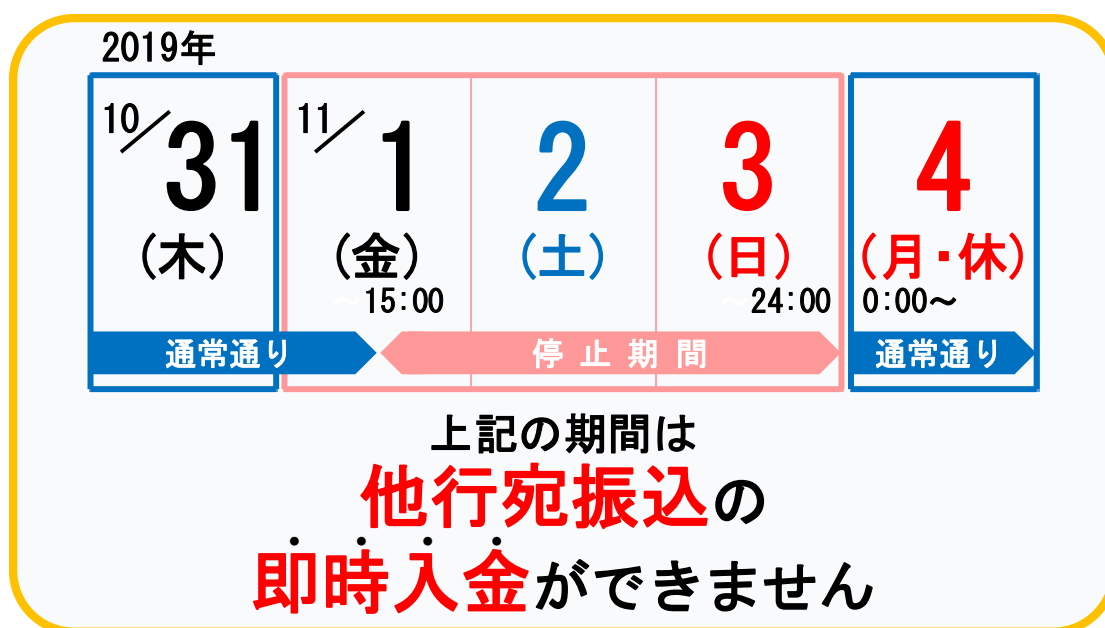 2019年
10/31 11/1 2 3 4
(木) (金) (土) (日) (月・休)
～15:00 ～24:00 0:00～
通常通り 停止期間 通常通り
上記の期間は
他行宛振込の
即時入金ができません